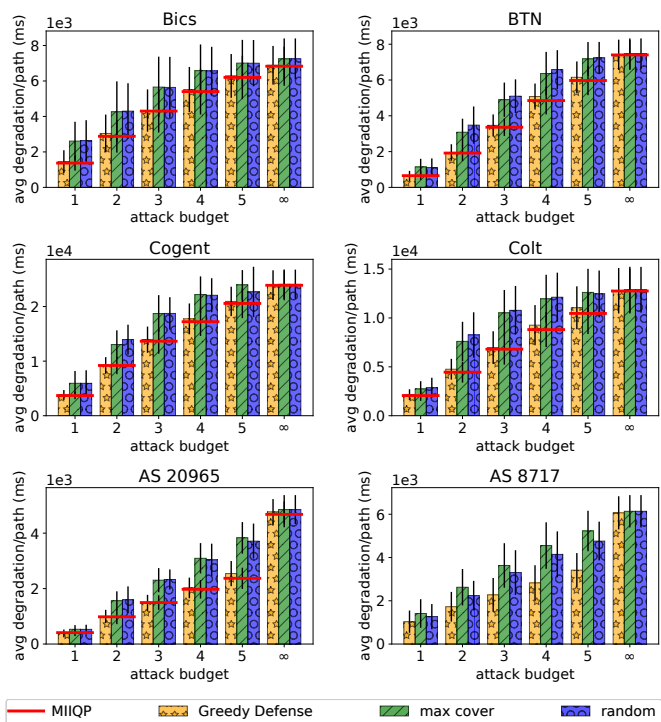 Bics
1e3
avg degradation/path (ms)
8
6
4
2
0
1 2 3 4 5 ∞
attack budget
BTN
1e3
avg degradation/path (ms)
8
6
4
2
0
1 2 3 4 5 ∞
attack budget
Cogent
1e4
avg degradation/path (ms)
2
1
0
1 2 3 4 5 ∞
attack budget
Colt
1e4
avg degradation/path (ms)
1.5
1.0
0.5
0.0
1 2 3 4 5 ∞
attack budget
AS 20965
1e3
avg degradation/path (ms)
4
2
0
1 2 3 4 5 ∞
attack budget
AS 8717
1e3
avg degradation/path (ms)
6
4
2
0
1 2 3 4 5 ∞
attack budget
MIIQP Greedy Defense max cover random